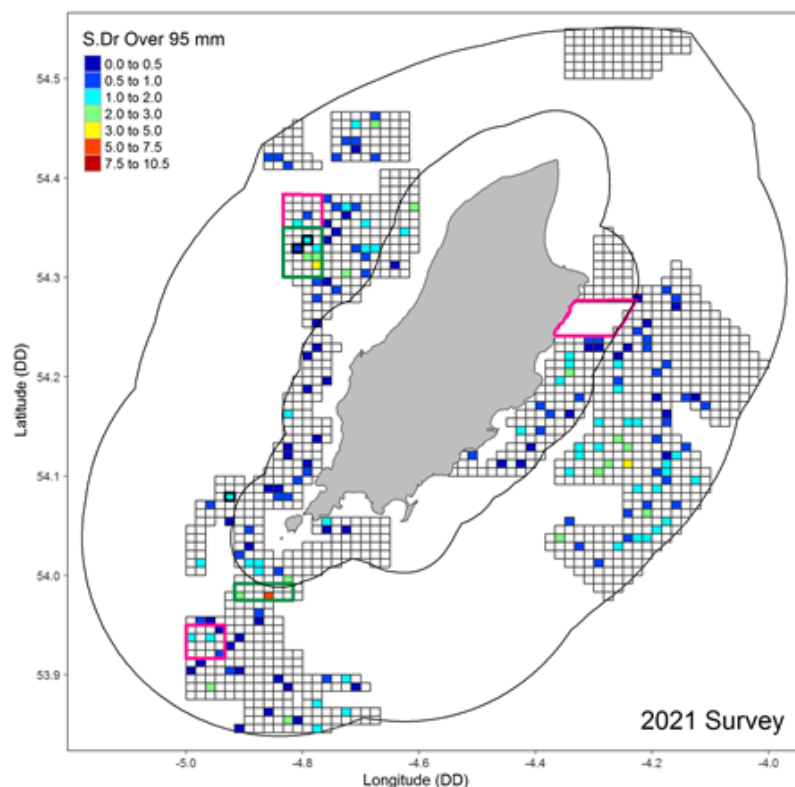 S.Dr Over 95 mm
0.0 to 0.5
0.5 to 1.0
1.0 to 2.0
2.0 to 3.0
3.0 to 5.0
5.0 to 7.5
7.5 to 10.5
54.5
54.4
54.3
54.2
54.1
54.0
53.9
Latitude (DD)
2021 Survey
-5.0 -4.8 -4.6 -4.4 -4.2 -4.0
Longitude (DD)